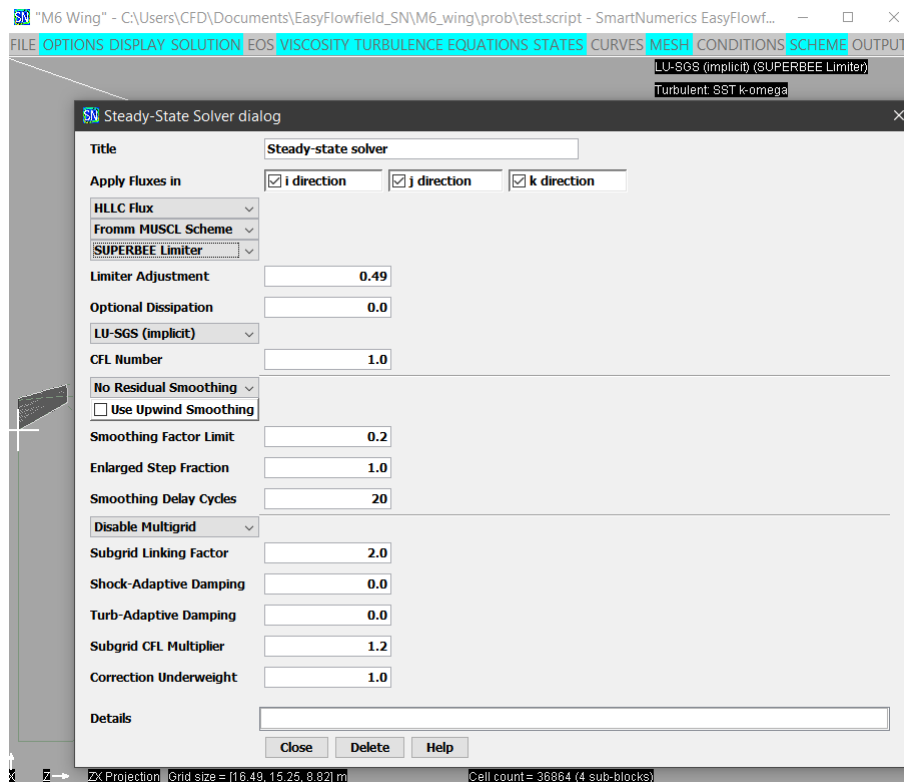 "M6 Wing" - C:\Users\CFD\Documents\EasyFlowfield_SN\M6_wing\prob\test.script - SmartNumerics EasyFlowf...
FILE OPTIONS DISPLAY SOLUTION EOS VISCOSITY TURBULENCE EQUATIONS STATES CURVES MESH CONDITIONS SCHEME OUTPUT
LU-SGS (implicit) (SUPERBEE Limiter)
Turbulent: SST k-omega
SN Steady-State Solver dialog
Title Steady-state solver
Apply Fluxes in i direction j direction k direction
HLLC Flux
Fromm MUSCL Scheme
SUPERBEE Limiter
Limiter Adjustment 0.49
Optional Dissipation 0.0
LU-SGS (implicit)
CFL Number 1.0
No Residual Smoothing
Use Upwind Smoothing
Smoothing Factor Limit 0.2
Enlarged Step Fraction 1.0
Smoothing Delay Cycles 20
Disable Multigrid
Subgrid Linking Factor 2.0
Shock-Adaptive Damping 0.0
Turb-Adaptive Damping 0.0
Subgrid CFL Multiplier 1.2
Correction Underweight 1.0
Details
Close Delete Help
X Z ZX Projection Grid size = [16.49, 15.25, 8.82] m Cell count = 36864 (4 sub-blocks)